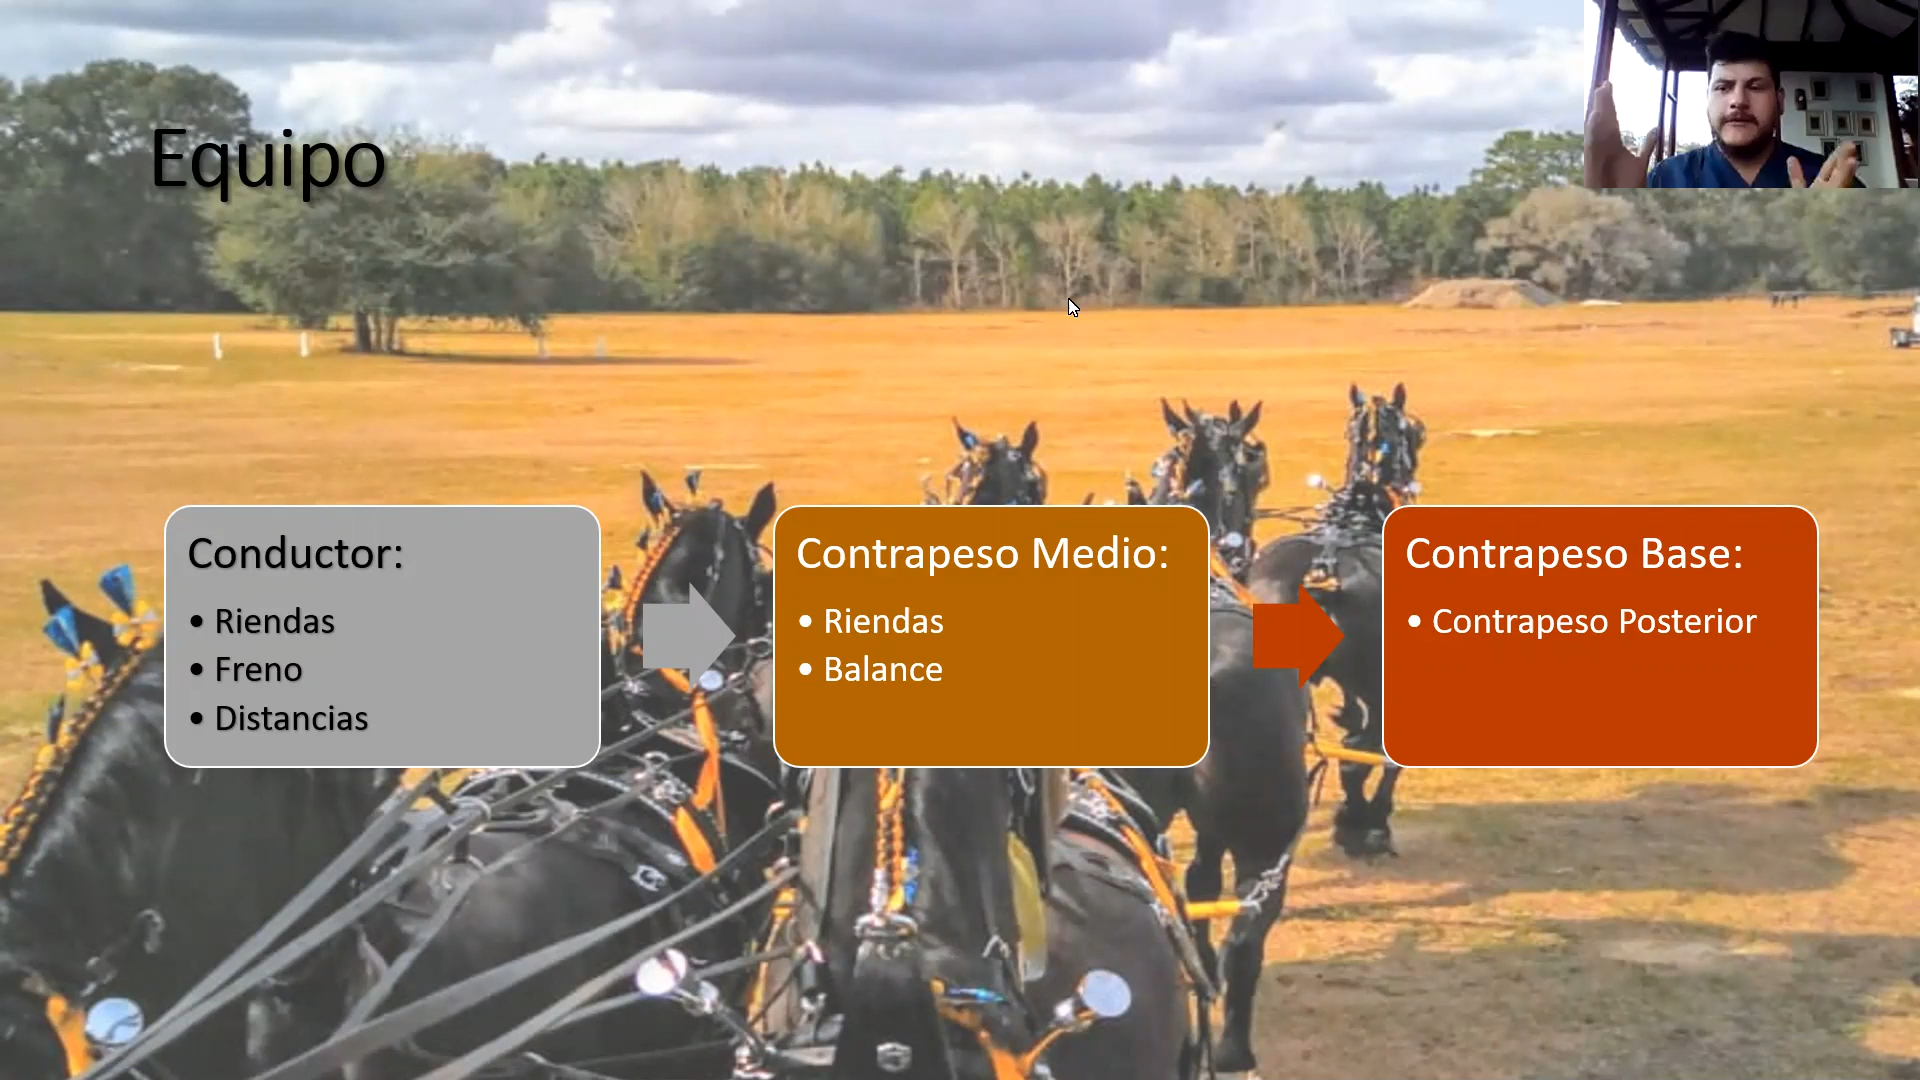 Equipo
Conductor:
• Riendas
• Freno
• Distancias
Contrapeso Medio:
• Riendas
• Balance
Contrapeso Base:
• Contrapeso Posterior